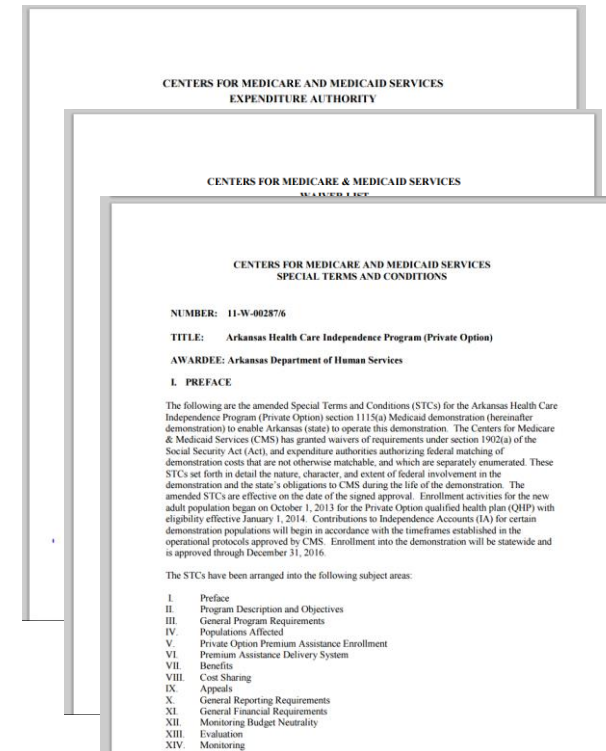 CENTERS FOR MEDICARE AND MEDICAID SERVICES
EXPENDITURE AUTHORITY
CENTERS FOR MEDICARE & MEDICAID SERVICES
WAIVER LIST
CENTERS FOR MEDICARE AND MEDICAID SERVICES
SPECIAL TERMS AND CONDITIONS
NUMBER: 11-W-00287/6
TITLE: Arkansas Health Care Independence Program (Private Option)
AWARDEE: Arkansas Department of Human Services
I. PREFACE
The following are the amended Special Terms and Conditions (STCs) for the Arkansas Health Care
Independence Program (Private Option) section 1115(a) Medicaid demonstration (hereinafter
demonstration) to enable Arkansas (state) to operate this demonstration. The Centers for Medicare
& Medicaid Services (CMS) has granted waivers of requirements under section 1902(a) of the
Social Security Act (Act), and expenditure authorities authorizing federal matching of
demonstration costs that are not otherwise matchable, and which are separately enumerated. These
STCs set forth in detail the nature, character, and extent of federal involvement in the
demonstration and the state's obligations to CMS during the life of the demonstration. The
amended STCs are effective on the date of the signed approval. Enrollment activities for the new
adult population began on October 1, 2013 for the Private Option qualified health plan (QHP) with
eligibility effective January 1, 2014. Contributions to Independence Accounts (IA) for certain
demonstration populations will begin in accordance with the timeframes established in the
operational protocols approved by CMS. Enrollment into the demonstration will be statewide and
is approved through December 31, 2016.
The STCs have been arranged into the following subject areas:
I. Preface
II. Program Description and Objectives
III. General Program Requirements
IV. Populations Affected
V. Private Option Premium Assistance Enrollment
VI. Premium Assistance Delivery System
VII. Benefits
VIII. Cost Sharing
IX. Appeals
X. General Reporting Requirements
XI. General Financial Requirements
XII. Monitoring Budget Neutrality
XIII. Evaluation
XIV. Monitoring